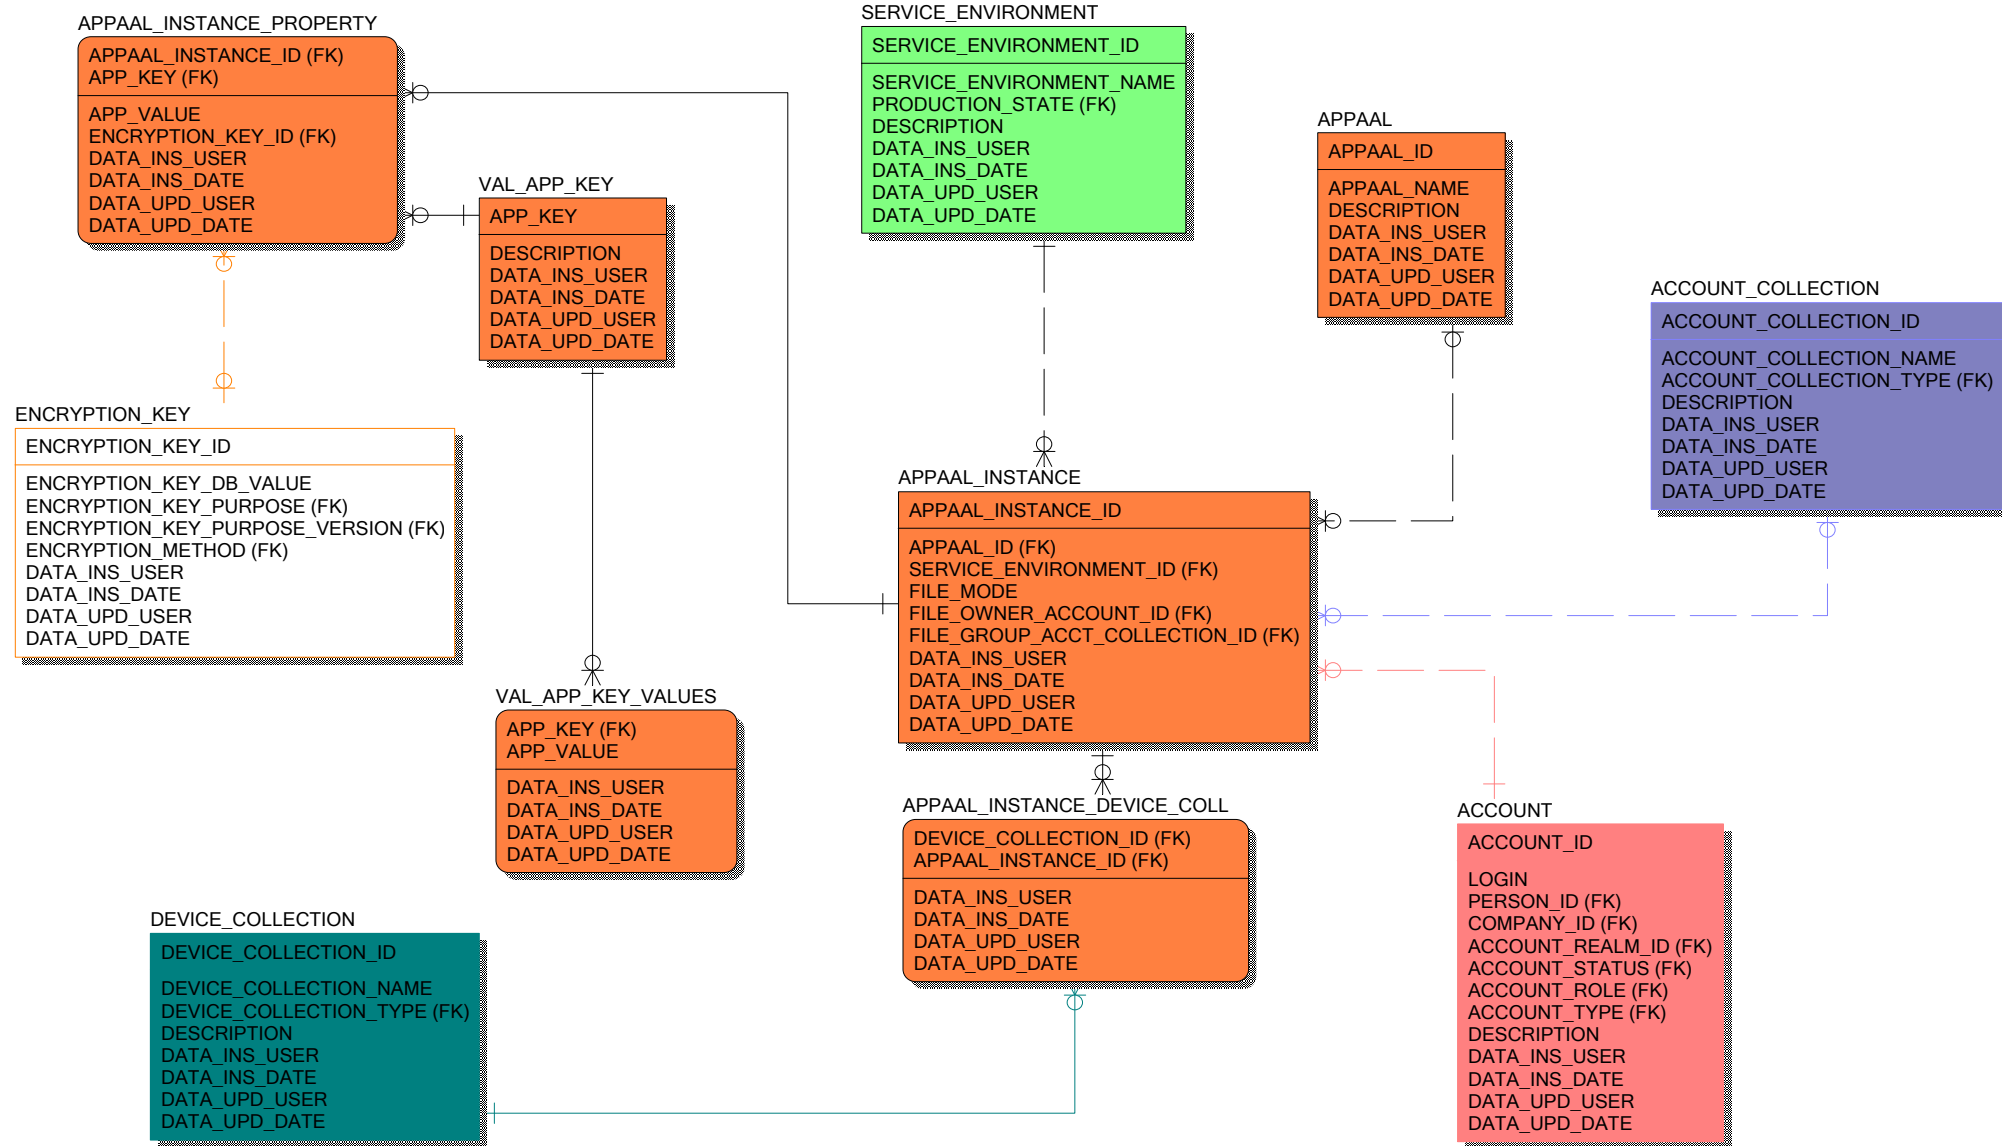 APPAAL_INSTANCE_PROPERTY
APPAAL_INSTANCE_ID (FK)
APP_KEY (FK)
APP_VALUE
ENCRYPTION_KEY_ID (FK)
DATA_INS_USER
DATA_INS_DATE
DATA_UPD_USER
DATA_UPD_DATE
SERVICE_ENVIRONMENT
SERVICE_ENVIRONMENT_ID
SERVICE_ENVIRONMENT_NAME
PRODUCTION_STATE (FK)
DESCRIPTION
DATA_INS_USER
DATA_INS_DATE
DATA_UPD_USER
DATA_UPD_DATE
APPAAL
APPAAL_ID
APPAAL_NAME
DESCRIPTION
DATA_INS_USER
DATA_INS_DATE
DATA_UPD_USER
DATA_UPD_DATE
VAL_APP_KEY
APP_KEY
DESCRIPTION
DATA_INS_USER
DATA_INS_DATE
DATA_UPD_USER
DATA_UPD_DATE
ACCOUNT_COLLECTION
ACCOUNT_COLLECTION_ID
ACCOUNT_COLLECTION_NAME
ACCOUNT_COLLECTION_TYPE (FK)
DESCRIPTION
DATA_INS_USER
DATA_INS_DATE
DATA_UPD_USER
DATA_UPD_DATE
ENCRYPTION_KEY
ENCRYPTION_KEY_ID
ENCRYPTION_KEY_DB_VALUE
ENCRYPTION_KEY_PURPOSE (FK)
ENCRYPTION_KEY_PURPOSE_VERSION (FK)
ENCRYPTION_METHOD (FK)
DATA_INS_USER
DATA_INS_DATE
DATA_UPD_USER
DATA_UPD_DATE
APPAAL_INSTANCE
APPAAL_INSTANCE_ID
APPAAL_ID (FK)
SERVICE_ENVIRONMENT_ID (FK)
FILE_MODE
FILE_OWNER_ACCOUNT_ID (FK)
FILE_GROUP_ACCT_COLLECTION_ID (FK)
DATA_INS_USER
DATA_INS_DATE
DATA_UPD_USER
DATA_UPD_DATE
VAL_APP_KEY_VALUES
APP_KEY (FK)
APP_VALUE
DATA_INS_USER
DATA_INS_DATE
DATA_UPD_USER
DATA_UPD_DATE
APPAAL_INSTANCE_DEVICE_COLL
DEVICE_COLLECTION_ID (FK)
APPAAL_INSTANCE_ID (FK)
DATA_INS_USER
DATA_INS_DATE
DATA_UPD_USER
DATA_UPD_DATE
ACCOUNT
ACCOUNT_ID
LOGIN
PERSON_ID (FK)
COMPANY_ID (FK)
ACCOUNT_REALM_ID (FK)
ACCOUNT_STATUS (FK)
ACCOUNT_ROLE (FK)
ACCOUNT_TYPE (FK)
DESCRIPTION
DATA_INS_USER
DATA_INS_DATE
DATA_UPD_USER
DATA_UPD_DATE
DEVICE_COLLECTION
DEVICE_COLLECTION_ID
DEVICE_COLLECTION_NAME
DEVICE_COLLECTION_TYPE (FK)
DESCRIPTION
DATA_INS_USER
DATA_INS_DATE
DATA_UPD_USER
DATA_UPD_DATE